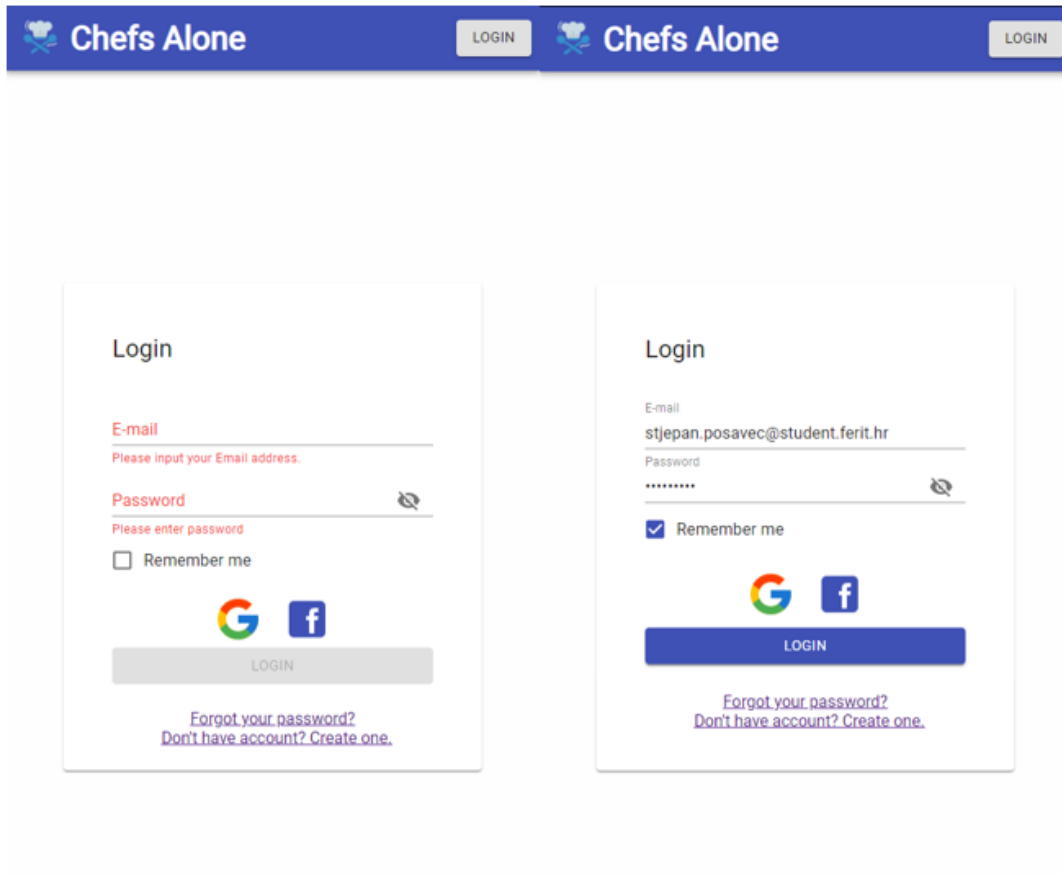 Chefs Alone
LOGIN
Login
E-mail
Please input your Email address.
Password
Please enter password
Remember me
LOGIN
Forgot your password?
Don't have account? Create one.
Chefs Alone
LOGIN
Login
E-mail
stjepan.posavec@student.ferit.hr
Password
•••••••••
Remember me
LOGIN
Forgot your password?
Don't have account? Create one.